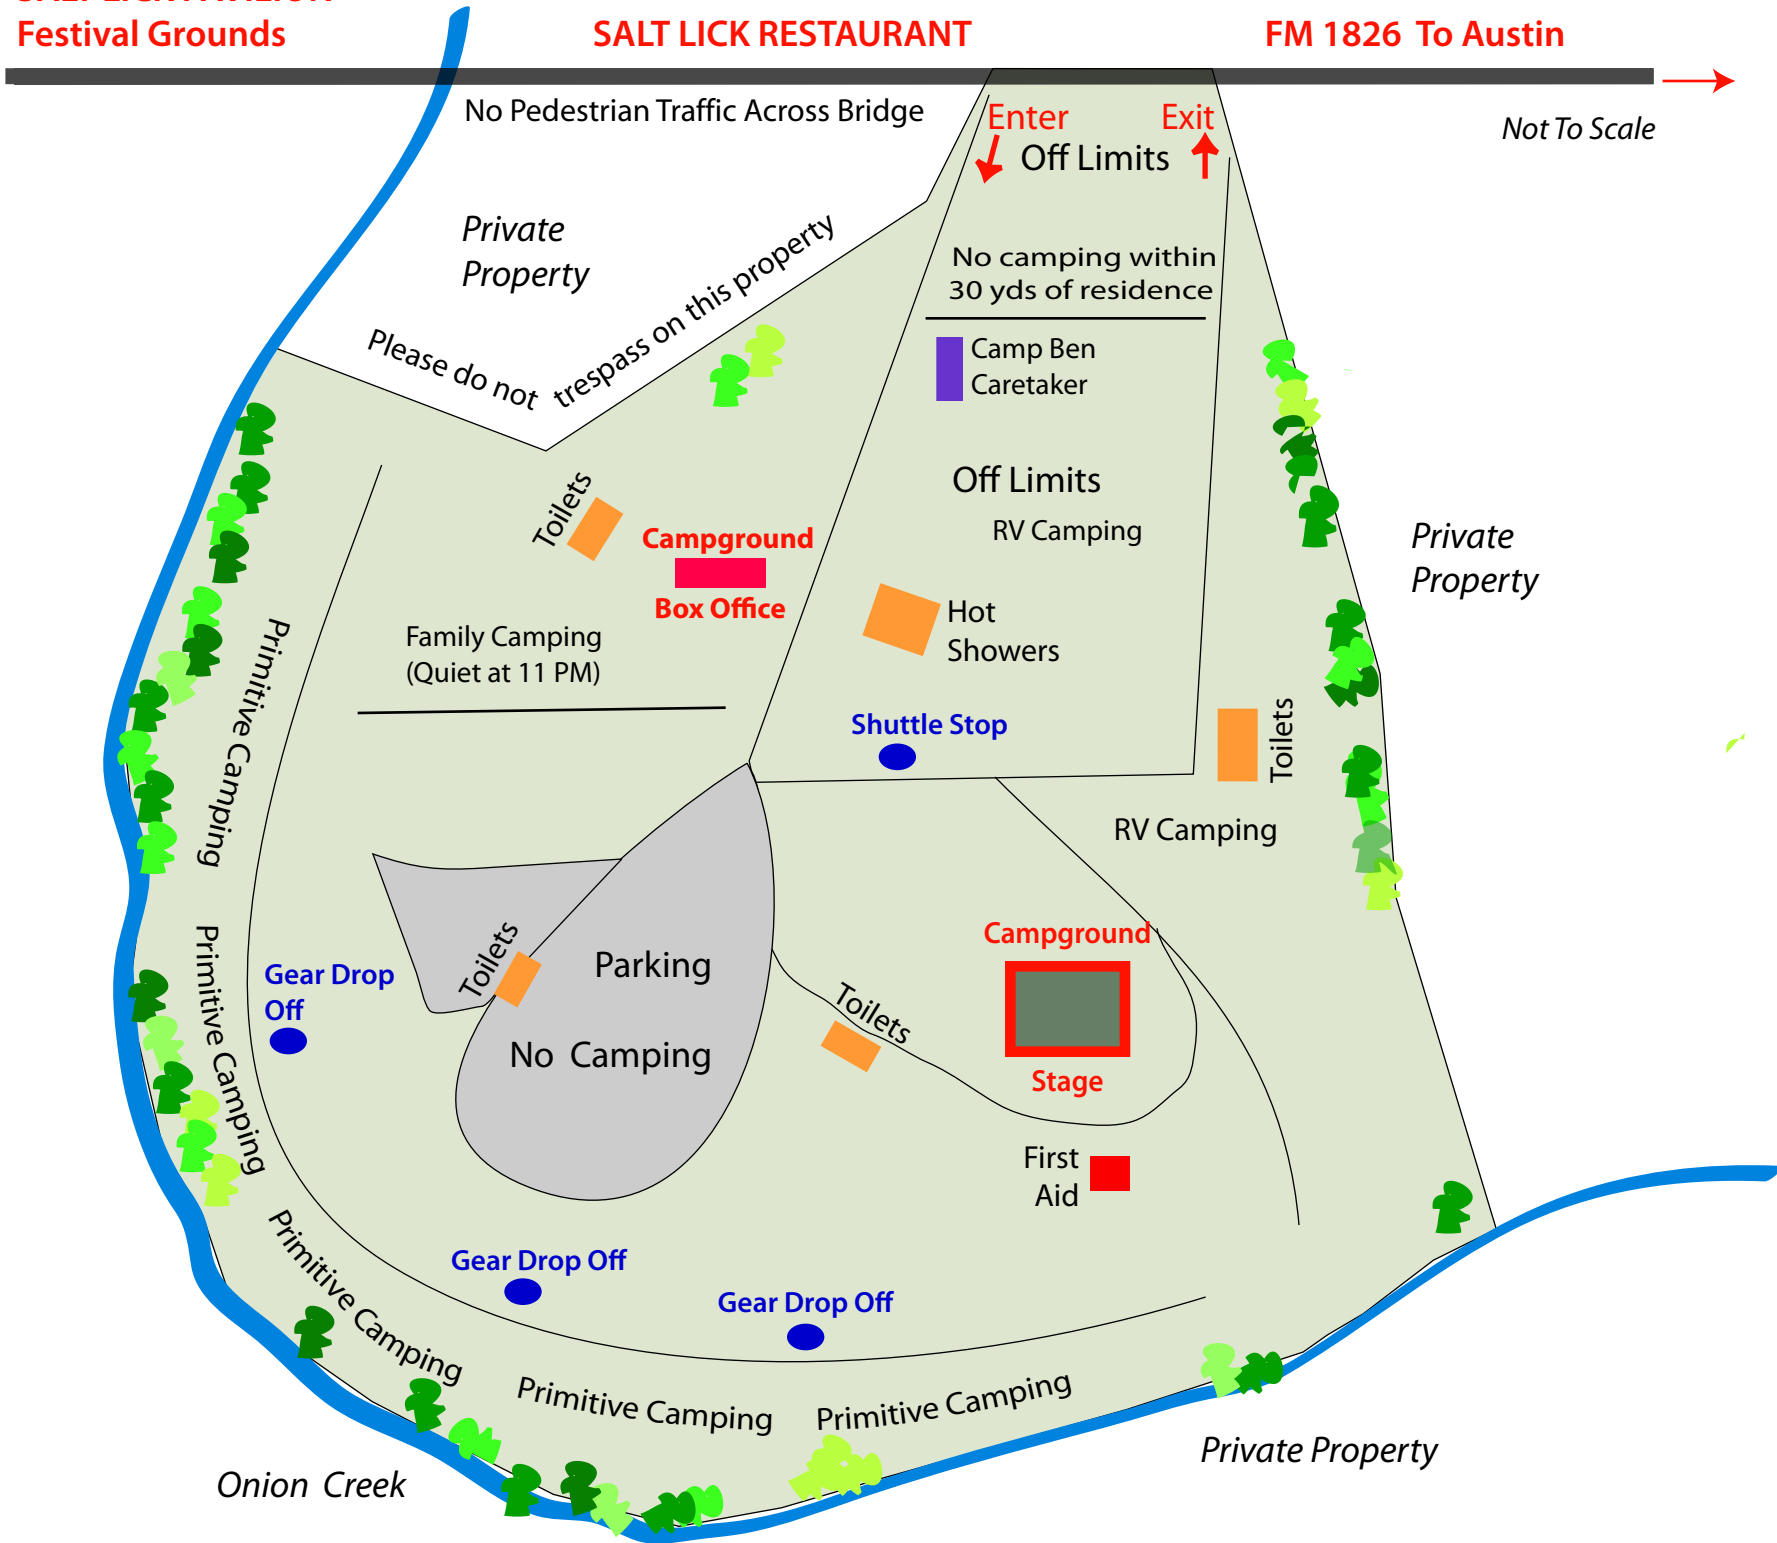 Festival Grounds
SALT LICK RESTAURANT
FM 1826 To Austin
No Pedestrian Traffic Across Bridge
Enter
Exit
Not To Scale
Off Limits
Private
Property
Please do not trespass on this property
No camping within
30 yds of residence
Camp Ben
Caretaker
Off Limits
RV Camping
Toilets
Campground
Box Office
Private
Property
Family Camping
(Quiet at 11 PM)
Hot
Showers
Primitive Camping
Shuttle Stop
Toilets
RV Camping
Primitive Camping
Gear Drop
Off
Toilets
Parking
No Camping
Toilets
Campground
Stage
First
Aid
Primitive Camping
Gear Drop Off
Gear Drop Off
Primitive Camping
Primitive Camping
Onion Creek
Private Property